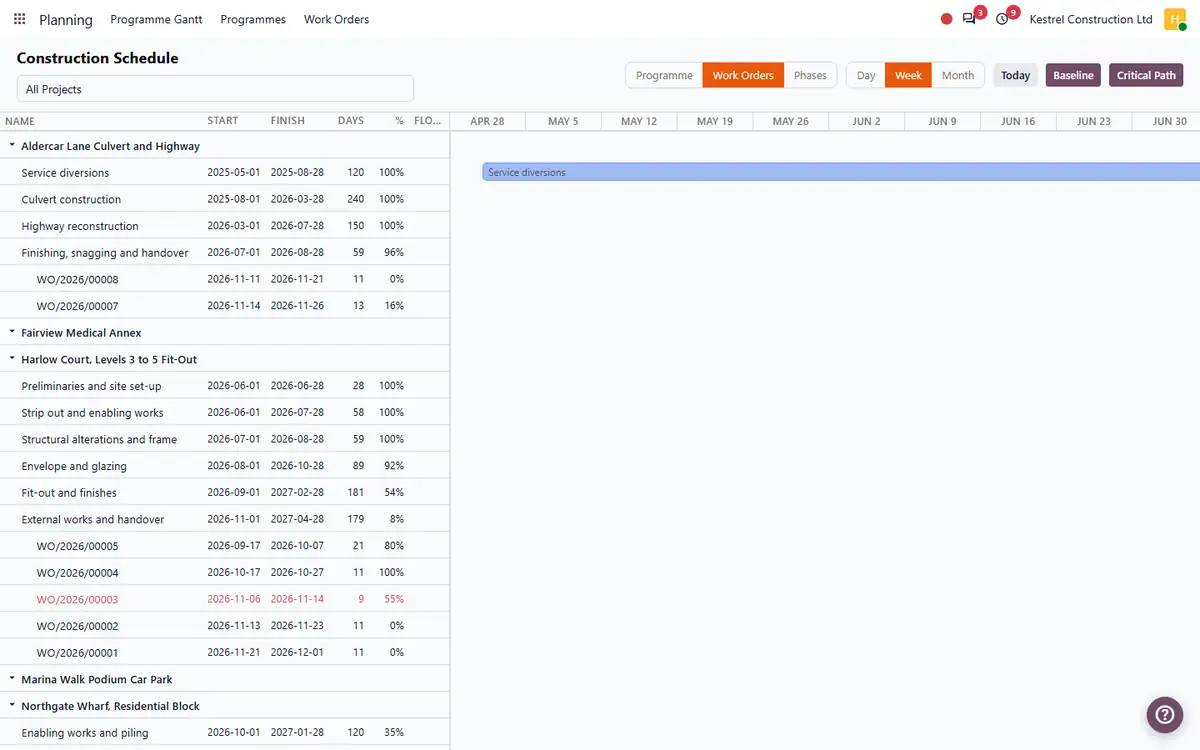 Planning Programme Gantt Programmes Work Orders 3 9 Kestrel Construction Ltd H
Construction Schedule
All Projects
Programme Work Orders Phases Day Week Month Today Baseline Critical Path
NAME START FINISH DAYS % FLO... APR 28 MAY 5 MAY 12 MAY 19 MAY 26 JUN 2 JUN 9 JUN 16 JUN 23 JUN 30
Aldercar Lane Culvert and Highway
Service diversions 2025-05-01 2025-08-28 120 100% Service diversions
Culvert construction 2025-08-01 2026-03-28 240 100%
Highway reconstruction 2026-03-01 2026-07-28 150 100%
Finishing, snagging and handover 2026-07-01 2026-08-28 59 96%
WO/2026/00008 2026-11-11 2026-11-21 11 0%
WO/2026/00007 2026-11-14 2026-11-26 13 16%
Fairview Medical Annex
Harlow Court, Levels 3 to 5 Fit-Out
Preliminaries and site set-up 2026-06-01 2026-06-28 28 100%
Strip out and enabling works 2026-06-01 2026-07-28 58 100%
Structural alterations and frame 2026-07-01 2026-08-28 59 100%
Envelope and glazing 2026-08-01 2026-10-28 89 92%
Fit-out and finishes 2026-09-01 2027-02-28 181 54%
External works and handover 2026-11-01 2027-04-28 179 8%
WO/2026/00005 2026-09-17 2026-10-07 21 80%
WO/2026/00004 2026-10-17 2026-10-27 11 100%
WO/2026/00003 2026-11-06 2026-11-14 9 55%
WO/2026/00002 2026-11-13 2026-11-23 11 0%
WO/2026/00001 2026-11-21 2026-12-01 11 0%
Marina Walk Podium Car Park
Northgate Wharf, Residential Block
Enabling works and piling 2026-10-01 2027-01-28 120 35%